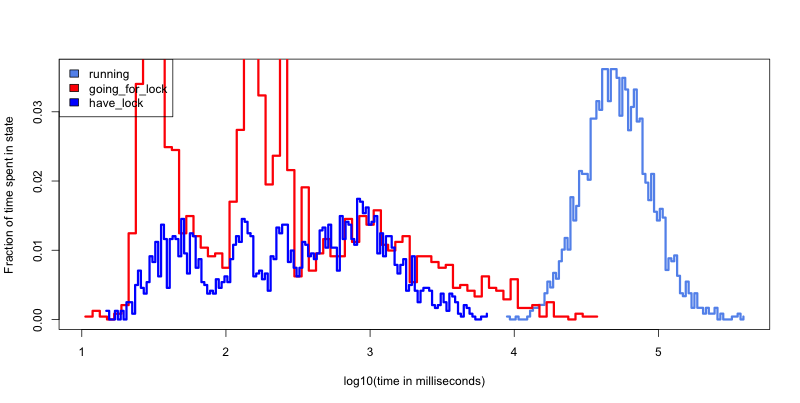 running
going_for_lock
have_lock
Fraction of time spent in state
0.03
0.02
0.01
0.00
1 2 3 4 5
log10(time in milliseconds)